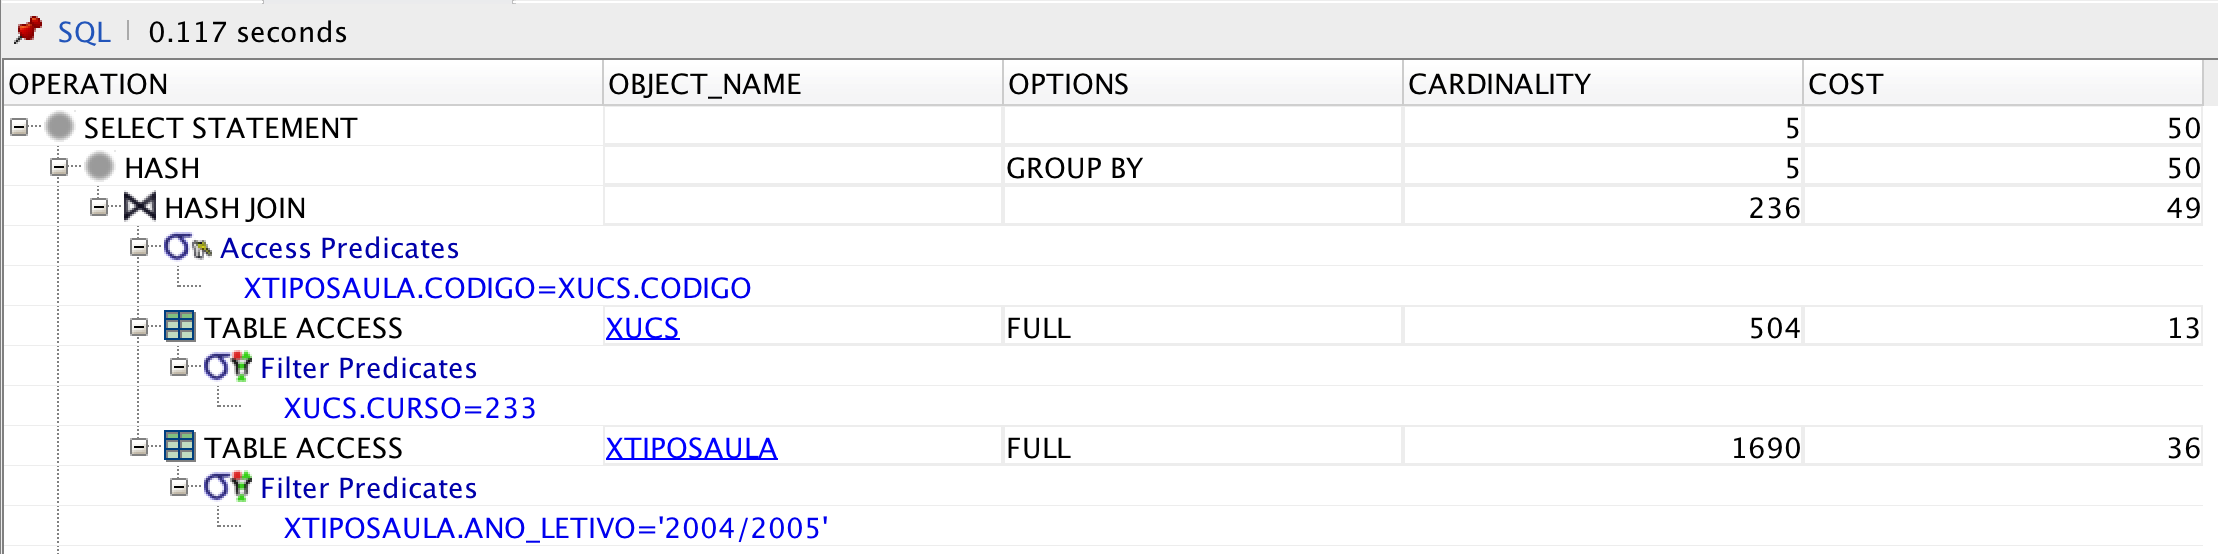 SQL | 0.117 seconds
OPERATION OBJECT_NAME OPTIONS CARDINALITY COST
SELECT STATEMENT 5 50
HASH GROUP BY 5 50
HASH JOIN 236 49
Access Predicates
XTIPOSAULA.CODIGO=XUCS.CODIGO
TABLE ACCESS XUCS FULL 504 13
Filter Predicates
XUCS.CURSO=233
TABLE ACCESS XTIPOSAULA FULL 1690 36
Filter Predicates
XTIPOSAULA.ANO_LETIVO='2004/2005'